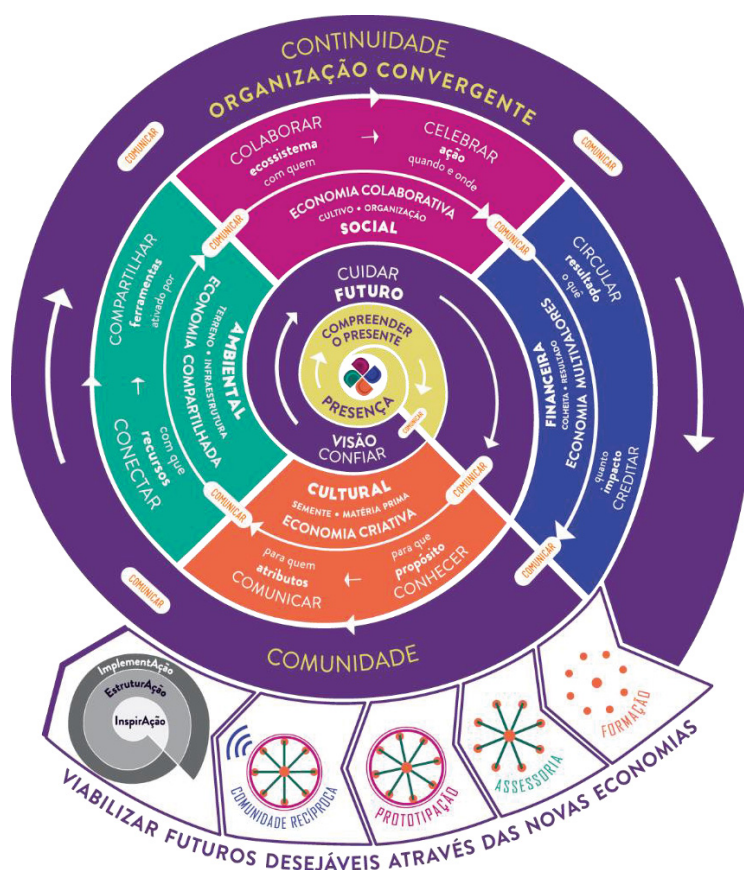 CONTINUIDADE
ORGANIZAÇÃO CONVERGENTE
COMUNICAR
COMUNICAR
COLABORAR
ecossistema
com quem
CELEBRAR
ação
quando e onde
ECONOMIA COLABORATIVA
CULTIVO • ORGANIZAÇÃO
SOCIAL
COMUNICAR
COMUNICAR
COMPARTILHAR
ferramentas
ativado por
AMBIENTAL
TERRENO • INFRAESTRUTURA
ECONOMIA COMPARTILHADA
CONECTAR
recursos
com que
CIRCULAR
resultado
o quê
FINANCEIRA
COLHEITA • RESULTADO
ECONOMIA MULTIVALORES
quanto
impacto
CREDITAR
CUIDAR
FUTURO
COMPREENDER
O PRESENTE
PRESENÇA
COMUNICAR
VISÃO
CONFIAR
COMUNICAR
COMUNICAR
CULTURAL
SEMENTE • MATÉRIA PRIMA
ECONOMIA CRIATIVA
para quem
atributos
COMUNICAR
para que
propósito
CONHECER
COMUNICAR
COMUNICAR
COMUNIDADE
ImplementAção
EstruturAção
InspirAção
COMUNIDADE RECÍPROCA
PROTOTIPAÇÃO
ASSESSORIA
FORMAÇÃO
VIABILIZAR FUTUROS DESEJÁVEIS ATRAVÉS DAS NOVAS ECONOMIAS